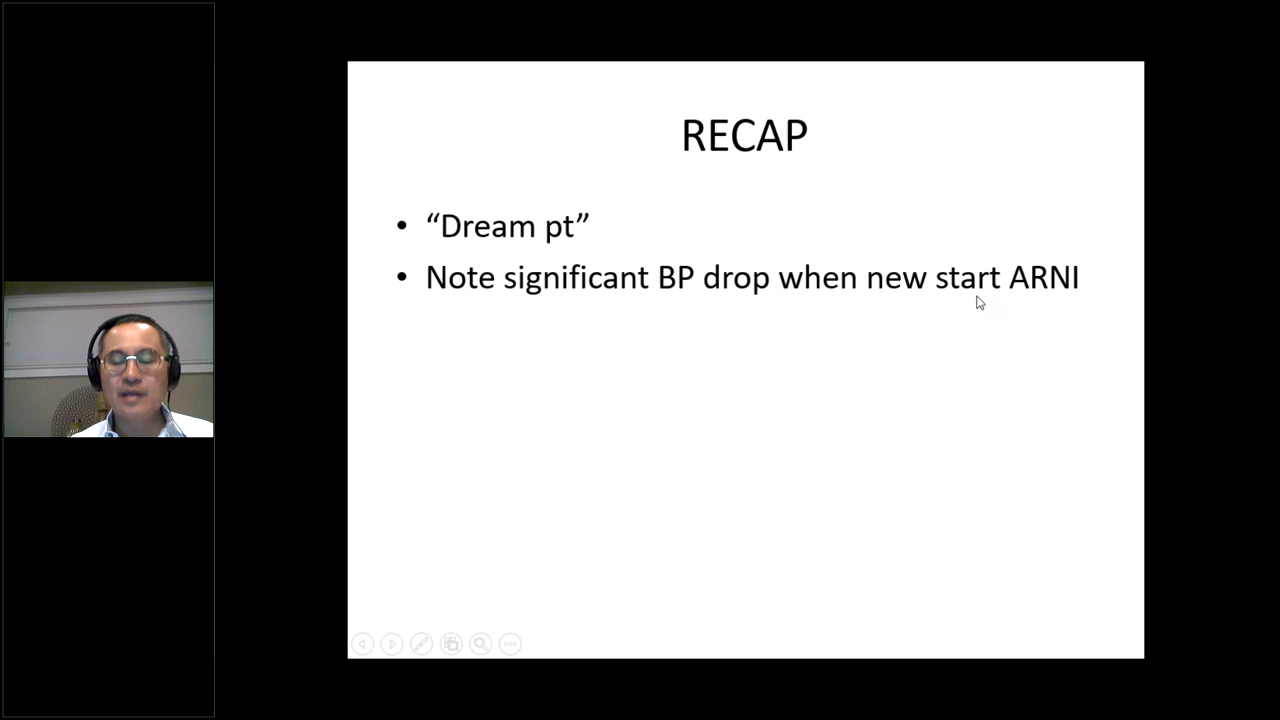 RECAP
• “Dream pt”
• Note significant BP drop when new start ARNI